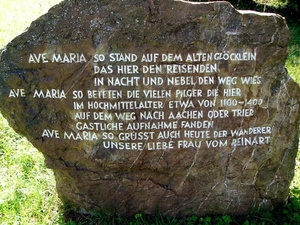 AVE MARIA SO STAND AUF DEM ALTEN GLÖCKLEIN
DAS HIER DEN REISENDEN
IN NACHT UND NEBEL DEN WEG WIES
AVE MARIA SO BETETEN DIE VIELEN PILGER DIE HIER
IM HOCHMITTELALTER ETWA VON 1100-1400
AUF DEM WEG NACH AACHEN ODER TRIER
GASTLICHE AUFNAHME FANDEN
AVE MARIA SO GRÜSST AUCH HEUTE DER WANDERER
UNSERE LIEBE FRAU VOM REINART